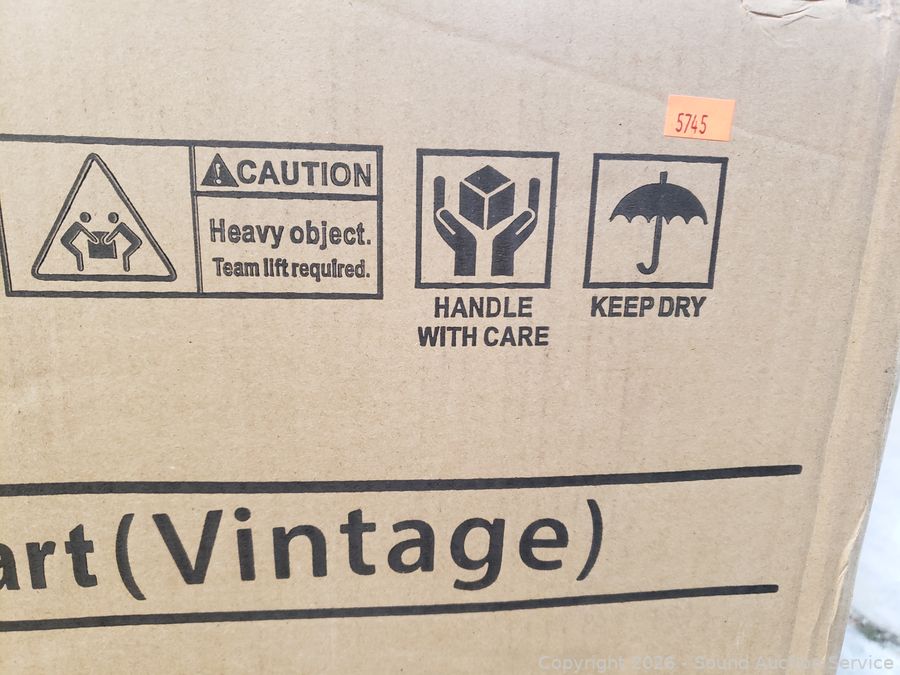 5745
CAUTION
Heavy object.
Team lift required.
HANDLE
WITH CARE
KEEP DRY
art (Vintage)
Copyright 2026 - Sound Auction Service